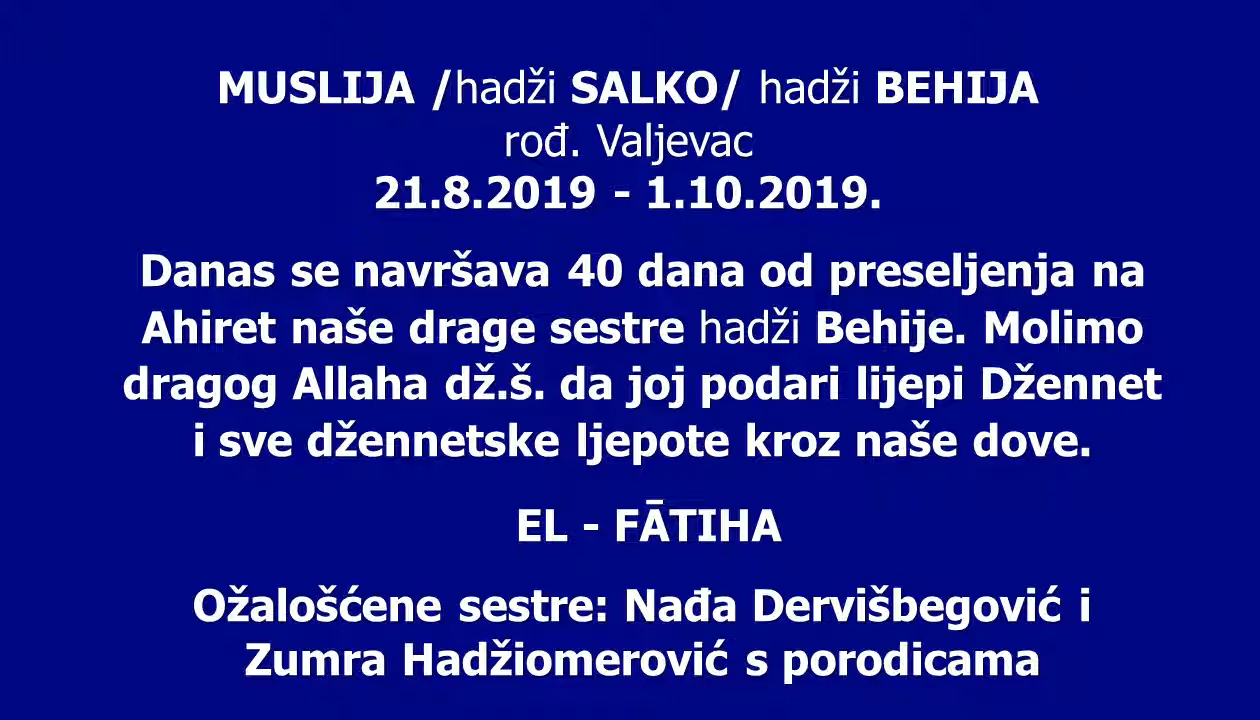 MUSLIJA /hadži SALKO/ hadži BEHIJA
rođ. Valjevac
21.8.2019 - 1.10.2019.
Danas se navršava 40 dana od preseljenja na
Ahiret naše drage sestre hadži Behije. Molimo
dragog Allaha dž.š. da joj podari lijepi Džennet
i sve džennetske ljepote kroz naše dove.
EL - FĀTIHA
Ožalošćene sestre: Nađa Dervišbegović i
Zumra Hadžiomerović s porodicama